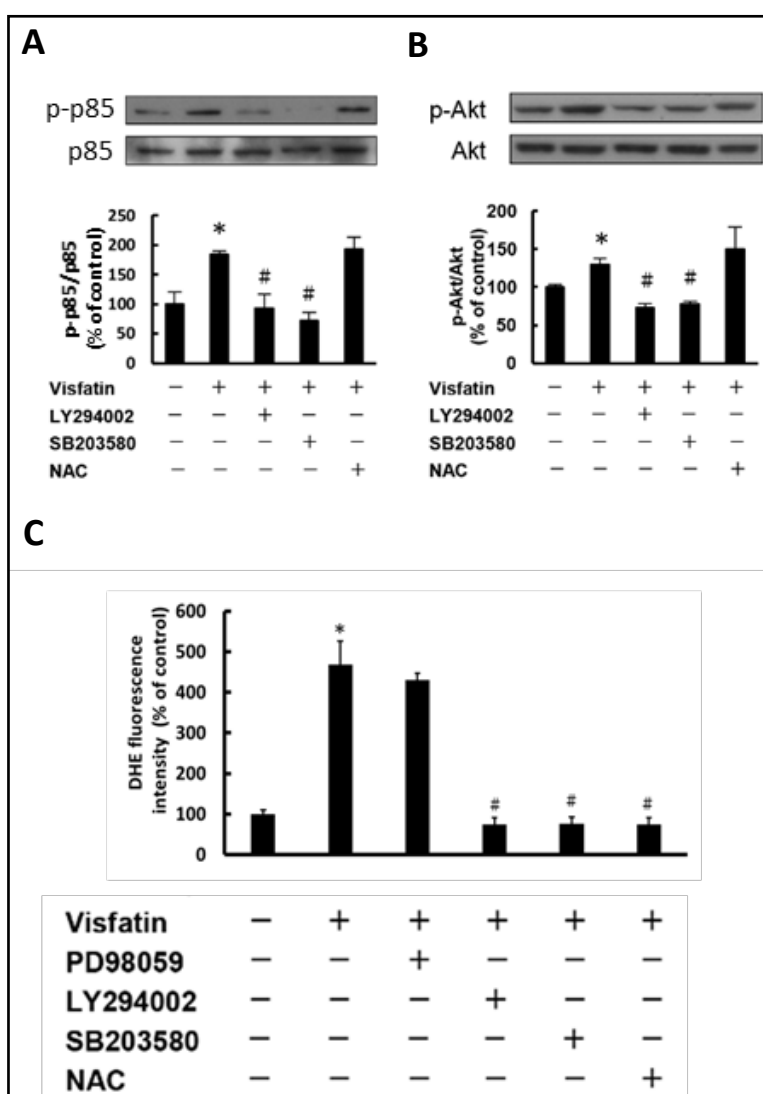 A
p-p85
p85
p-p85/p85
(% of control)
250
200
150
100
50
0
*
#
#
Visfatin − + + + +
LY294002 − − + − −
SB203580 − − − + −
NAC − − − − +
B
p-Akt
Akt
p-Akt/Akt
(% of control)
200
150
100
50
0
*
#
#
Visfatin − + + + +
LY294002 − − + − −
SB203580 − − − + −
NAC − − − − +
C
DHE fluorescence
intensity (% of control)
600
500
400
300
200
100
0
*
#
#
#
Visfatin − + + + + +
PD98059 − − + − − −
LY294002 − − − + − −
SB203580 − − − − + −
NAC − − − − − +